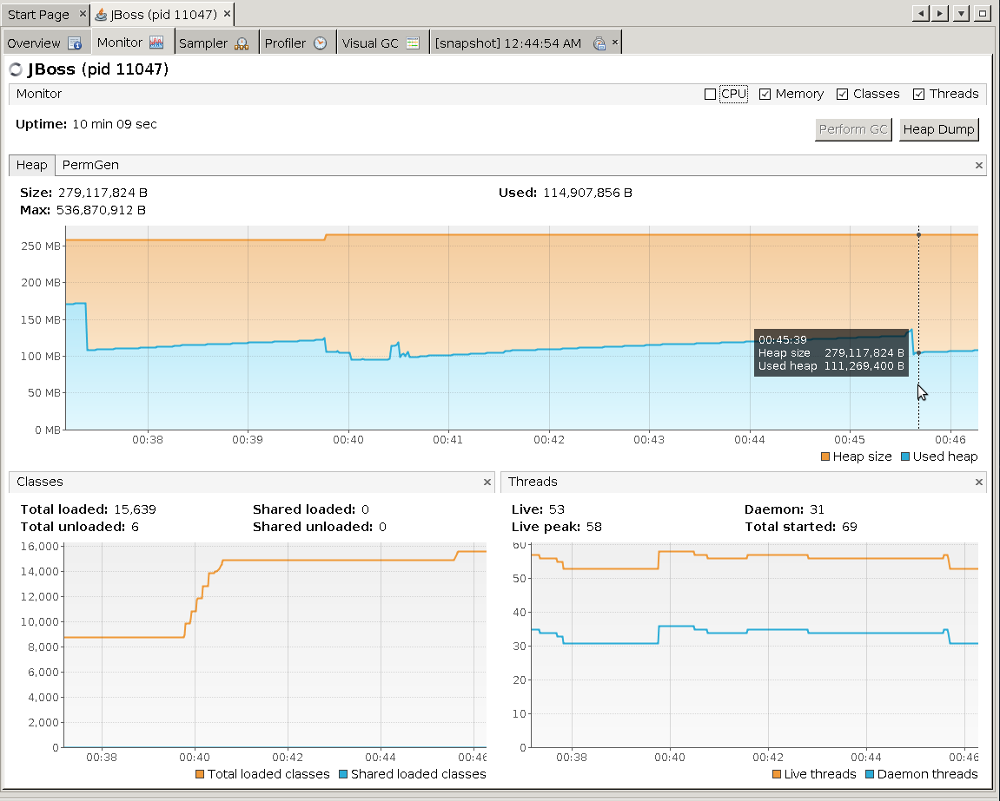 Start Page
JBoss (pid 11047)
Overview
Monitor
Sampler
Profiler
Visual GC
[snapshot] 12:44:54 AM
JBoss (pid 11047)
Monitor
CPU
Memory
Classes
Threads
Uptime: 10 min 09 sec
Perform GC
Heap Dump
Heap
PermGen
Size: 279,117,824 B
Used: 114,907,856 B
Max: 536,870,912 B
250 MB
200 MB
150 MB
100 MB
50 MB
0 MB
00:45:39
Heap size 279,117,824 B
Used heap 111,269,400 B
00:38 00:39 00:40 00:41 00:42 00:43 00:44 00:45 00:46
Heap size
Used heap
Classes
Total loaded: 15,639
Shared loaded: 0
Total unloaded: 6
Shared unloaded: 0
16,000
14,000
12,000
10,000
8,000
6,000
4,000
2,000
0
00:38 00:40 00:42 00:44 00:46
Total loaded classes
Shared loaded classes
Threads
Live: 53
Daemon: 31
Live peak: 58
Total started: 69
60
50
40
30
20
10
0
00:38 00:40 00:42 00:44 00:46
Live threads
Daemon threads